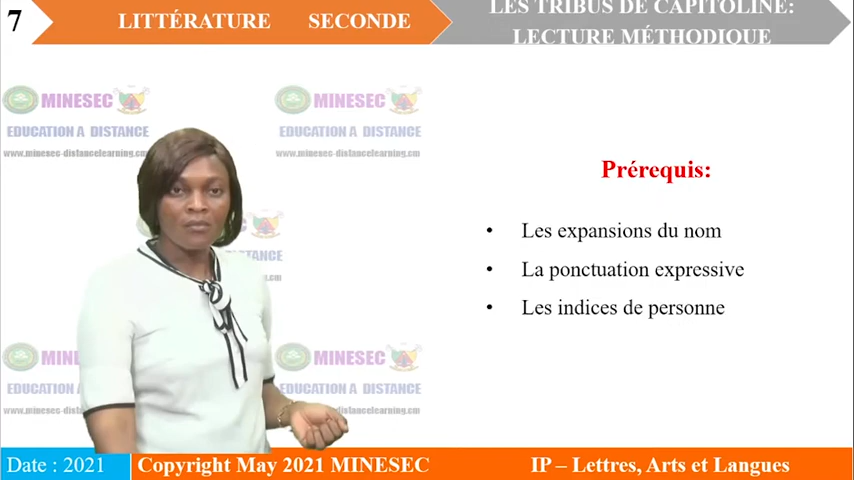 7
LITTÉRATURE SECONDE
LES TRIBUS DE CAPITOLINE:
LECTURE MÉTHODIQUE
MINESEC
EDUCATION A DISTANCE
www.minesec-distancelearning.cm
MINESEC
EDUCATION A DISTANCE
www.minesec-distancelearning.cm
Prérequis:
• Les expansions du nom
• La ponctuation expressive
• Les indices de personne
MINESEC
EDUCATION A DISTANCE
www.minesec-distancelearning.cm
Date : 2021
Copyright May 2021 MINESEC
IP – Lettres, Arts et Langues